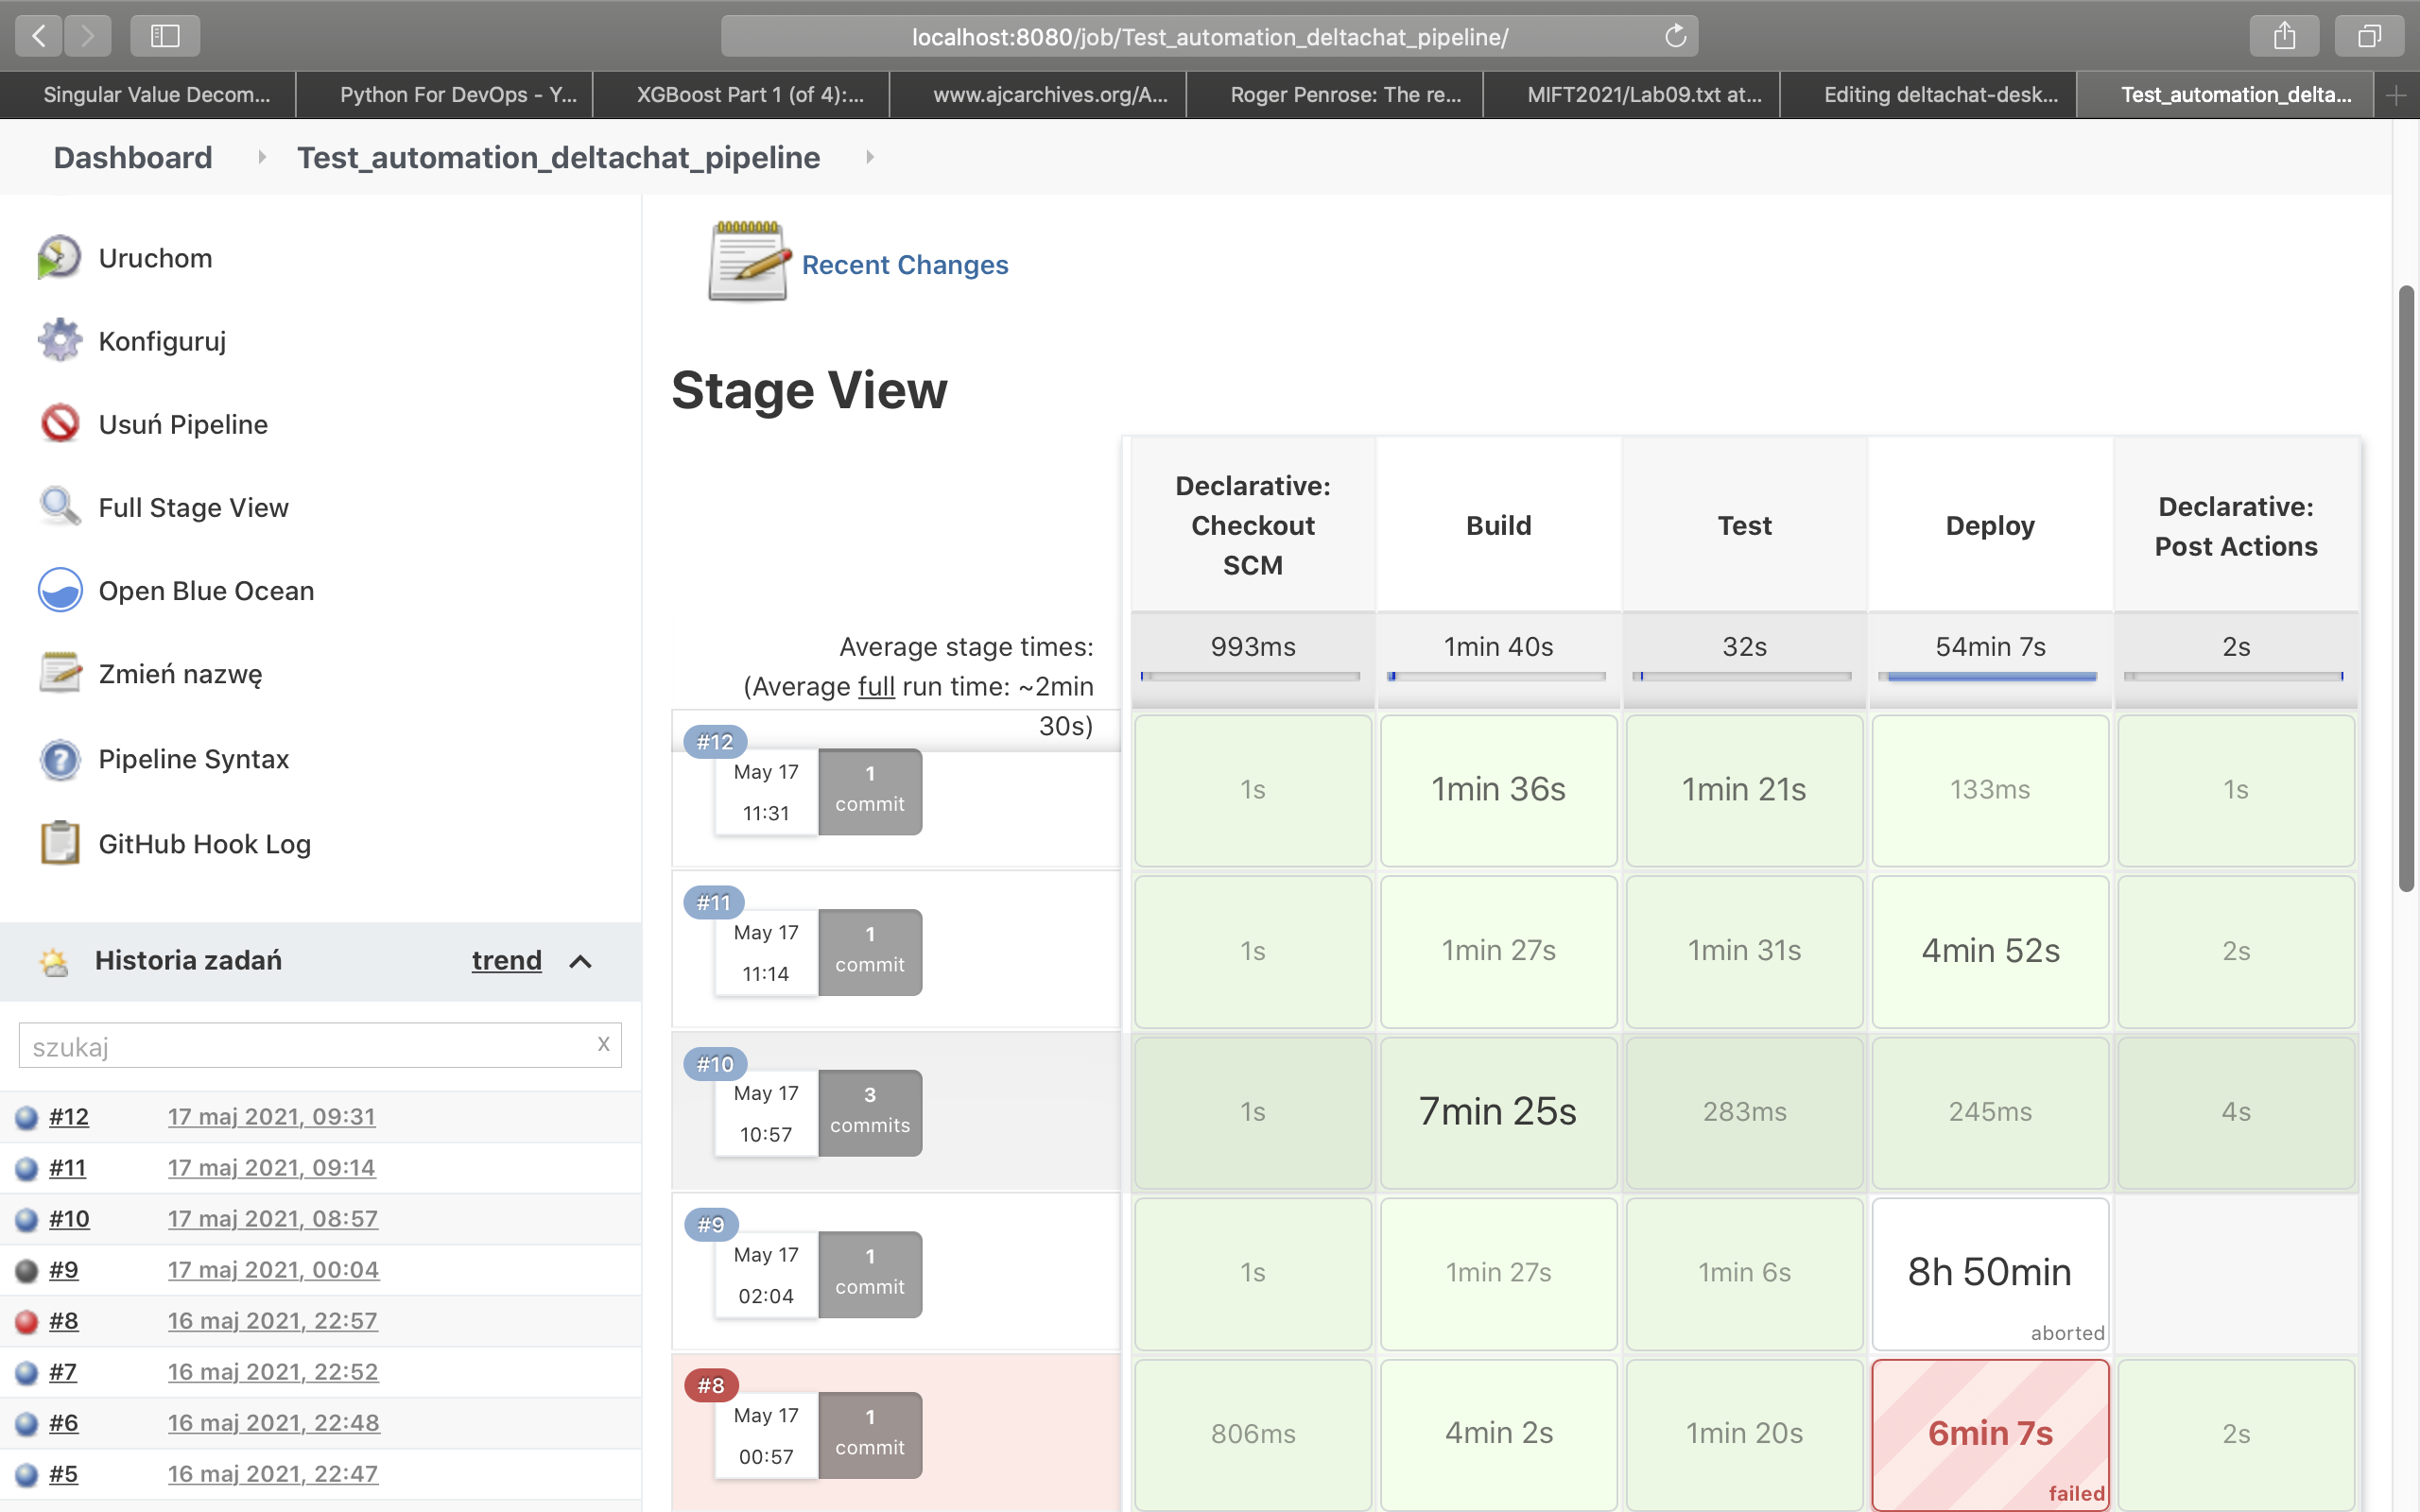 localhost:8080/job/Test_automation_deltachat_pipeline/
Singular Value Decom...
Python For DevOps - Y...
XGBoost Part 1 (of 4):...
www.ajcarchives.org/A...
Roger Penrose: The re...
MIFT2021/Lab09.txt at...
Editing deltachat-desk...
Test_automation_delta...
Dashboard
Test_automation_deltachat_pipeline
Uruchom
Konfiguruj
Usuń Pipeline
Full Stage View
Open Blue Ocean
Zmień nazwę
Pipeline Syntax
GitHub Hook Log
Historia zadań trend
szukaj X
#12 17 maj 2021, 09:31
#11 17 maj 2021, 09:14
#10 17 maj 2021, 08:57
#9 17 maj 2021, 00:04
#8 16 maj 2021, 22:57
#7 16 maj 2021, 22:52
#6 16 maj 2021, 22:48
#5 16 maj 2021, 22:47
Recent Changes
Stage View
Declarative:
Checkout
SCM
Build
Test
Deploy
Declarative:
Post Actions
Average stage times:
(Average full run time: ~2min
30s)
993ms
1min 40s
32s
54min 7s
2s
#12
May 17
11:31
1
commit
1s
1min 36s
1min 21s
133ms
1s
#11
May 17
11:14
1
commit
1s
1min 27s
1min 31s
4min 52s
2s
#10
May 17
10:57
3
commits
1s
7min 25s
283ms
245ms
4s
#9
May 17
02:04
1
commit
1s
1min 27s
1min 6s
8h 50min
aborted
#8
May 17
00:57
1
commit
806ms
4min 2s
1min 20s
6min 7s
failed
2s